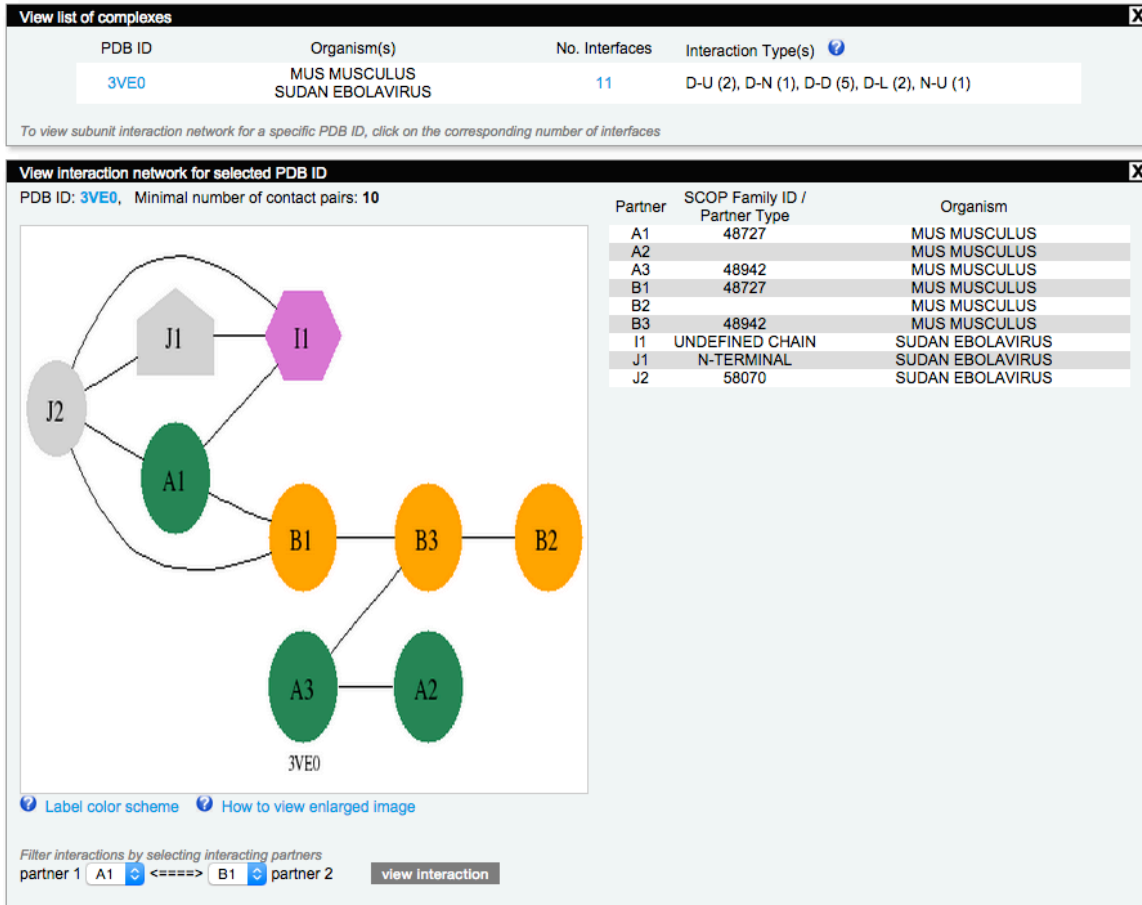 View list of complexes X
PDB ID Organism(s) No. Interfaces Interaction Type(s) ?
3VE0 MUS MUSCULUS SUDAN EBOLAVIRUS 11 D-U (2), D-N (1), D-D (5), D-L (2), N-U (1)
To view subunit interaction network for a specific PDB ID, click on the corresponding number of interfaces
View interaction network for selected PDB ID X
PDB ID: 3VE0, Minimal number of contact pairs: 10
Partner SCOP Family ID / Partner Type Organism
A1 48727 MUS MUSCULUS
A2 MUS MUSCULUS
A3 48942 MUS MUSCULUS
B1 48727 MUS MUSCULUS
B2 MUS MUSCULUS
B3 48942 MUS MUSCULUS
I1 UNDEFINED CHAIN SUDAN EBOLAVIRUS
J1 N-TERMINAL SUDAN EBOLAVIRUS
J2 58070 SUDAN EBOLAVIRUS
J1 I1
J2
A1
B1 B3 B2
A3 A2
3VE0
? Label color scheme ? How to view enlarged image
Filter interactions by selecting interacting partners
partner 1 A1 <====> B1 partner 2 view interaction